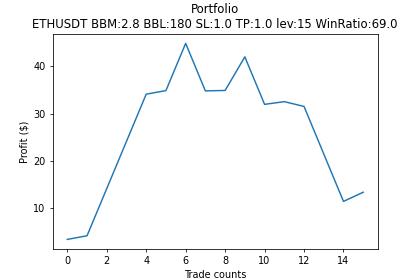 Portfolio
ETHUSDT BBM:2.8 BBL:180 SL:1.0 TP:1.0 lev:15 WinRatio:69.0
40
30
20
10
Profit ($)
0 2 4 6 8 10 12 14
Trade counts